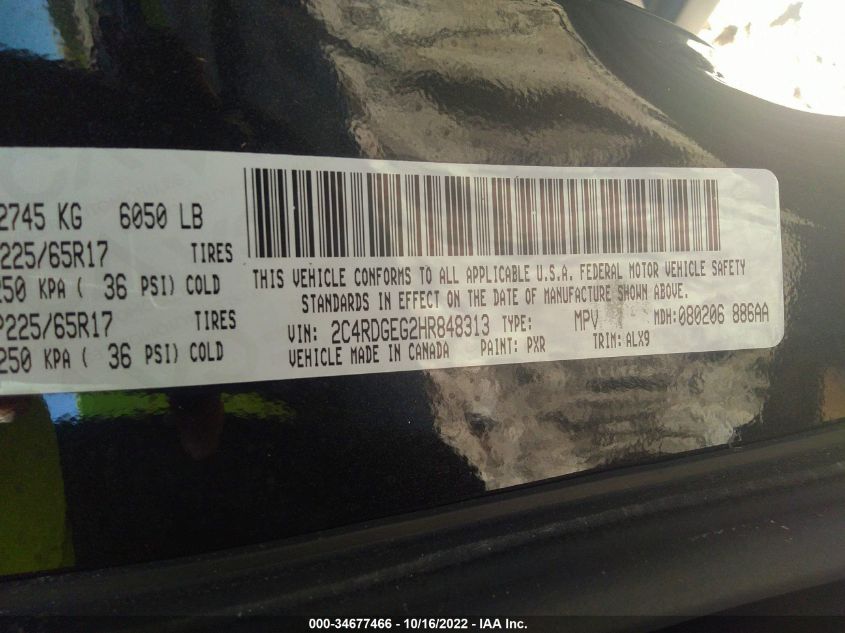 2745 KG 6050 LB
225/65R17 TIRES
250 KPA ( 36 PSI) COLD
P225/65R17 TIRES
250 KPA ( 36 PSI) COLD
THIS VEHICLE CONFORMS TO ALL APPLICABLE U.S.A. FEDERAL MOTOR VEHICLE SAFETY
STANDARDS IN EFFECT ON THE DATE OF MANUFACTURE SHOWN ABOVE.
VIN: 2C4RDGEG2HR848313 TYPE: MPV MDH:080206 886AA
VEHICLE MADE IN CANADA PAINT: PXR TRIM: ALX9
000-34677466 - 10/16/2022 - IAA Inc.